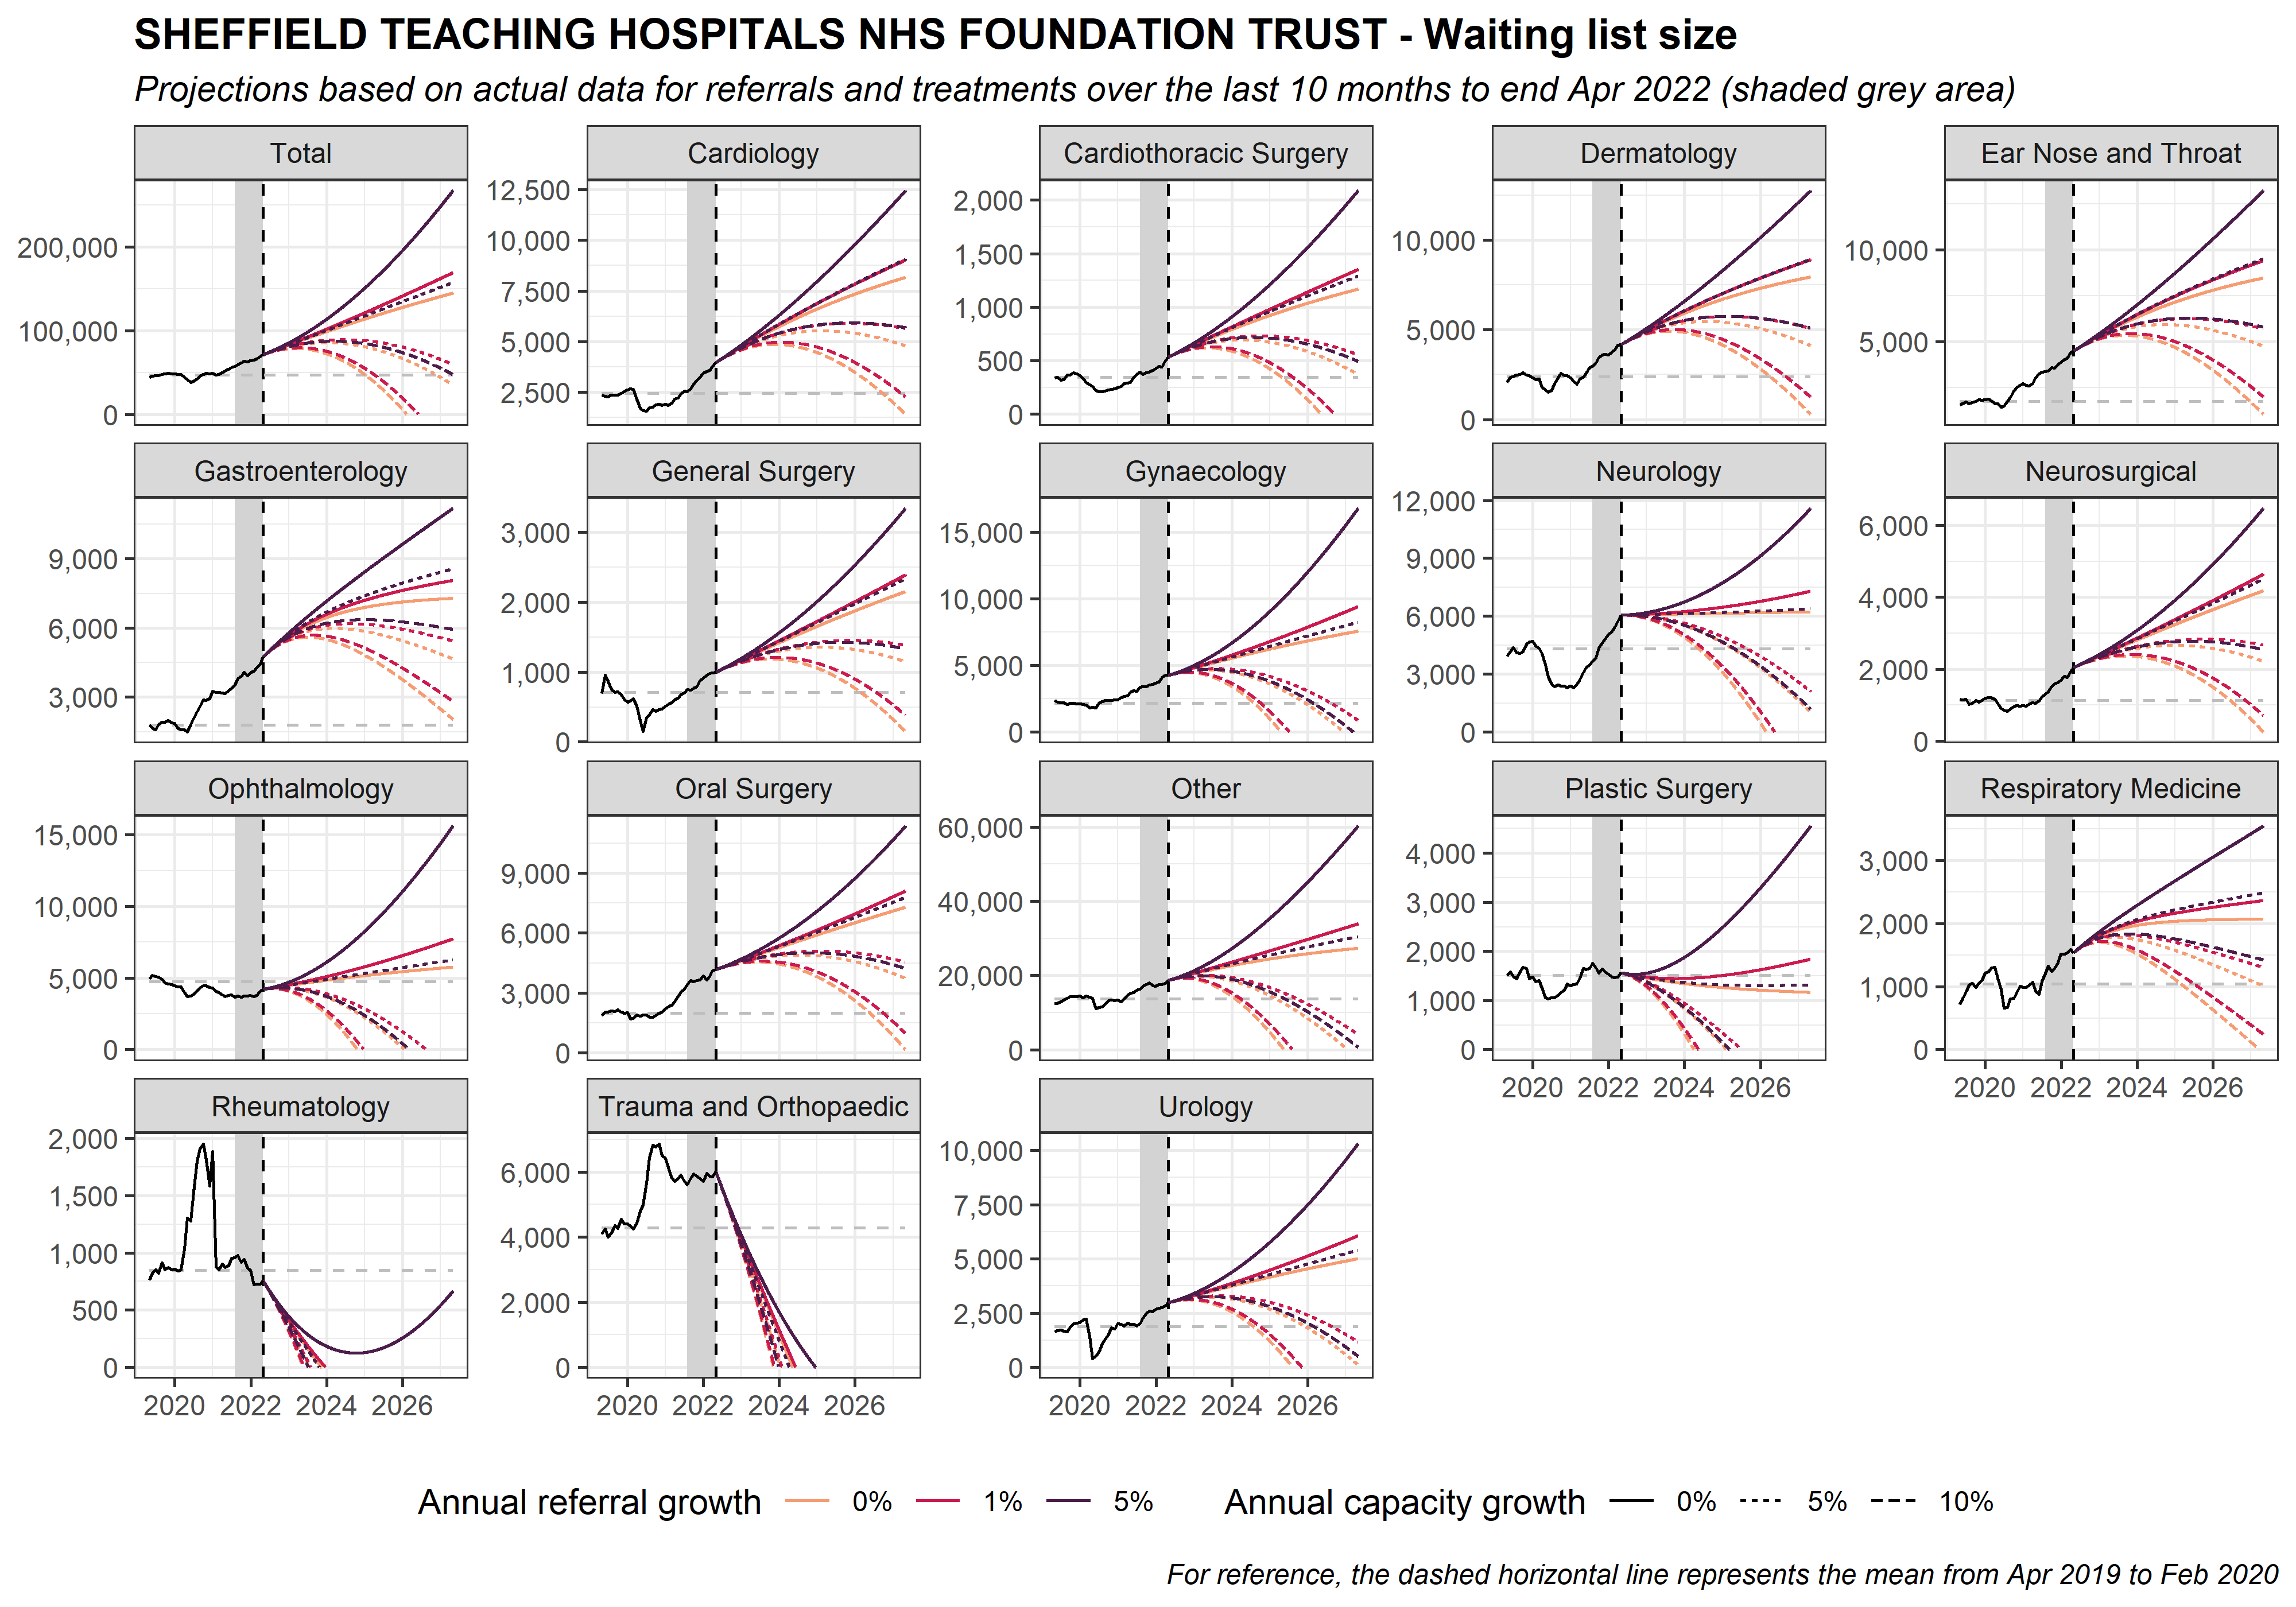 SHEFFIELD TEACHING HOSPITALS NHS FOUNDATION TRUST - Waiting list size
Projections based on actual data for referrals and treatments over the last 10 months to end Apr 2022 (shaded grey area)
Total
Cardiology
Cardiothoracic Surgery
Dermatology
Ear Nose and Throat
200,000
100,000
0
12,500
10,000
7,500
5,000
2,500
2,000
1,500
1,000
500
0
10,000
5,000
0
10,000
5,000
Gastroenterology
General Surgery
Gynaecology
Neurology
Neurosurgical
9,000
6,000
3,000
3,000
2,000
1,000
0
15,000
10,000
5,000
0
12,000
9,000
6,000
3,000
0
6,000
4,000
2,000
0
Ophthalmology
Oral Surgery
Other
Plastic Surgery
Respiratory Medicine
15,000
10,000
5,000
0
9,000
6,000
3,000
0
60,000
40,000
20,000
0
4,000
3,000
2,000
1,000
0
3,000
2,000
1,000
0
2020 2022 2024 2026
2020 2022 2024 2026
Rheumatology
Trauma and Orthopaedic
Urology
2,000
1,500
1,000
500
0
6,000
4,000
2,000
0
10,000
7,500
5,000
2,500
0
2020 2022 2024 2026
2020 2022 2024 2026
2020 2022 2024 2026
Annual referral growth 0% 1% 5% Annual capacity growth 0% 5% 10%
For reference, the dashed horizontal line represents the mean from Apr 2019 to Feb 2020